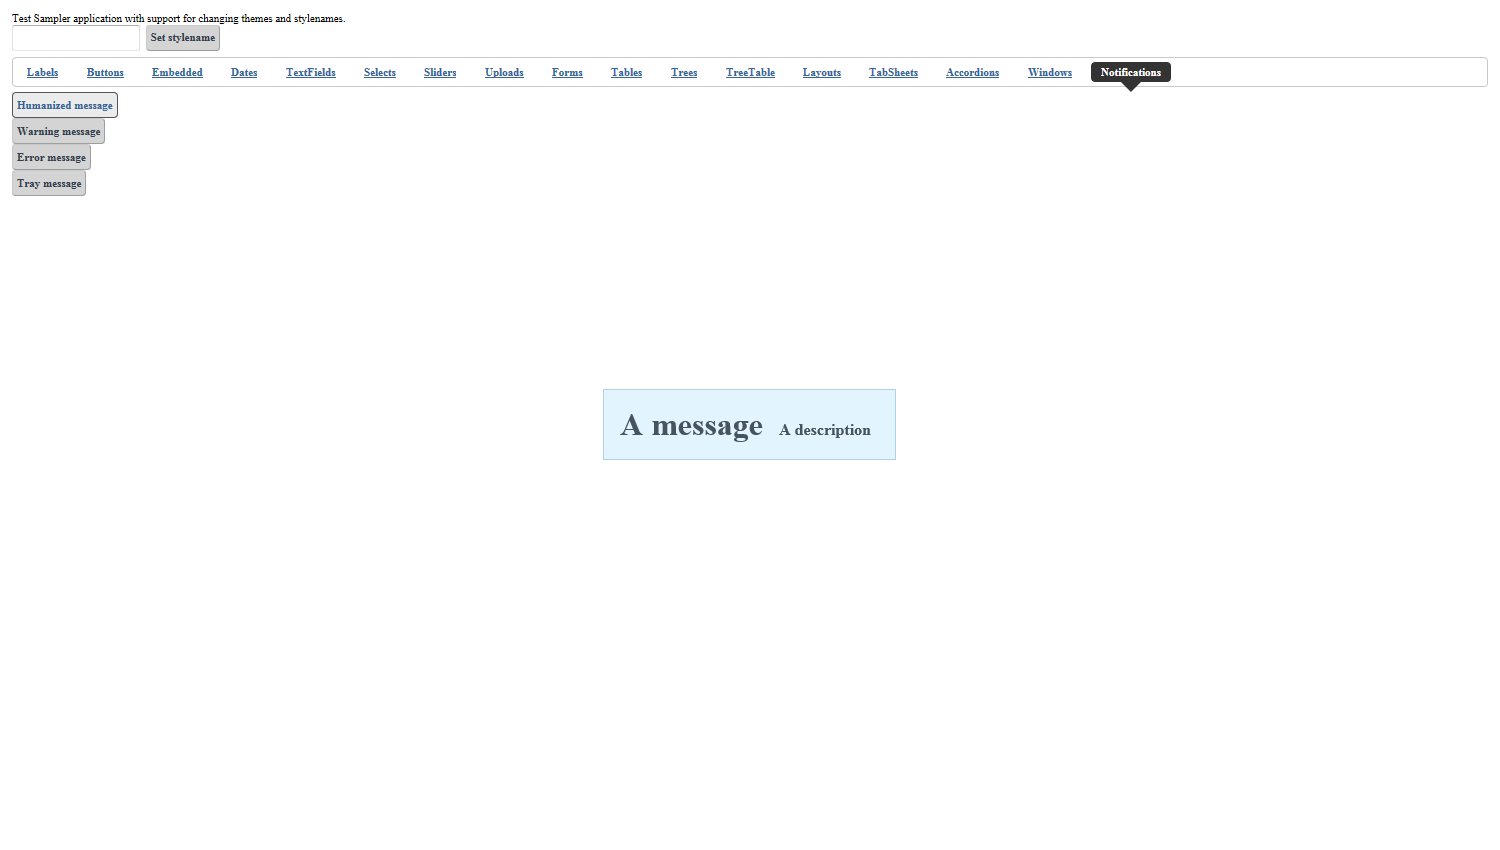 Test Sampler application with support for changing themes and stylenames.
Set stylename
Labels Buttons Embedded Dates TextFields Selects Sliders Uploads Forms Tables Trees TreeTable Layouts TabSheets Accordions Windows Notifications
Humanized message
Warning message
Error message
Tray message
A message A description